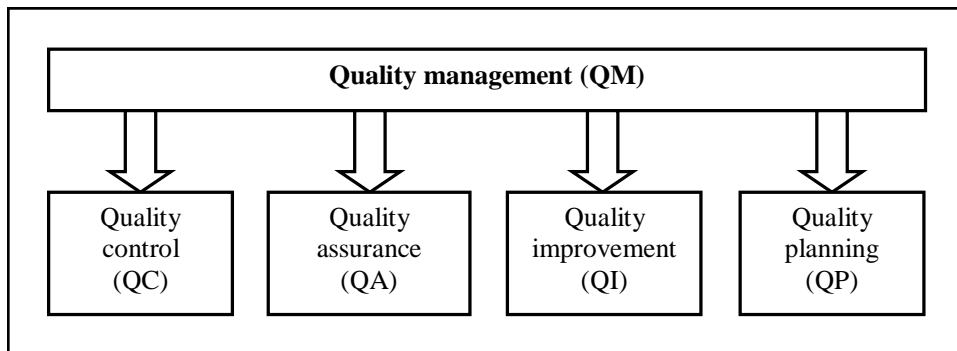 Quality management (QM)
Quality
control
(QC)
Quality
assurance
(QA)
Quality
improvement
(QI)
Quality
planning
(QP)